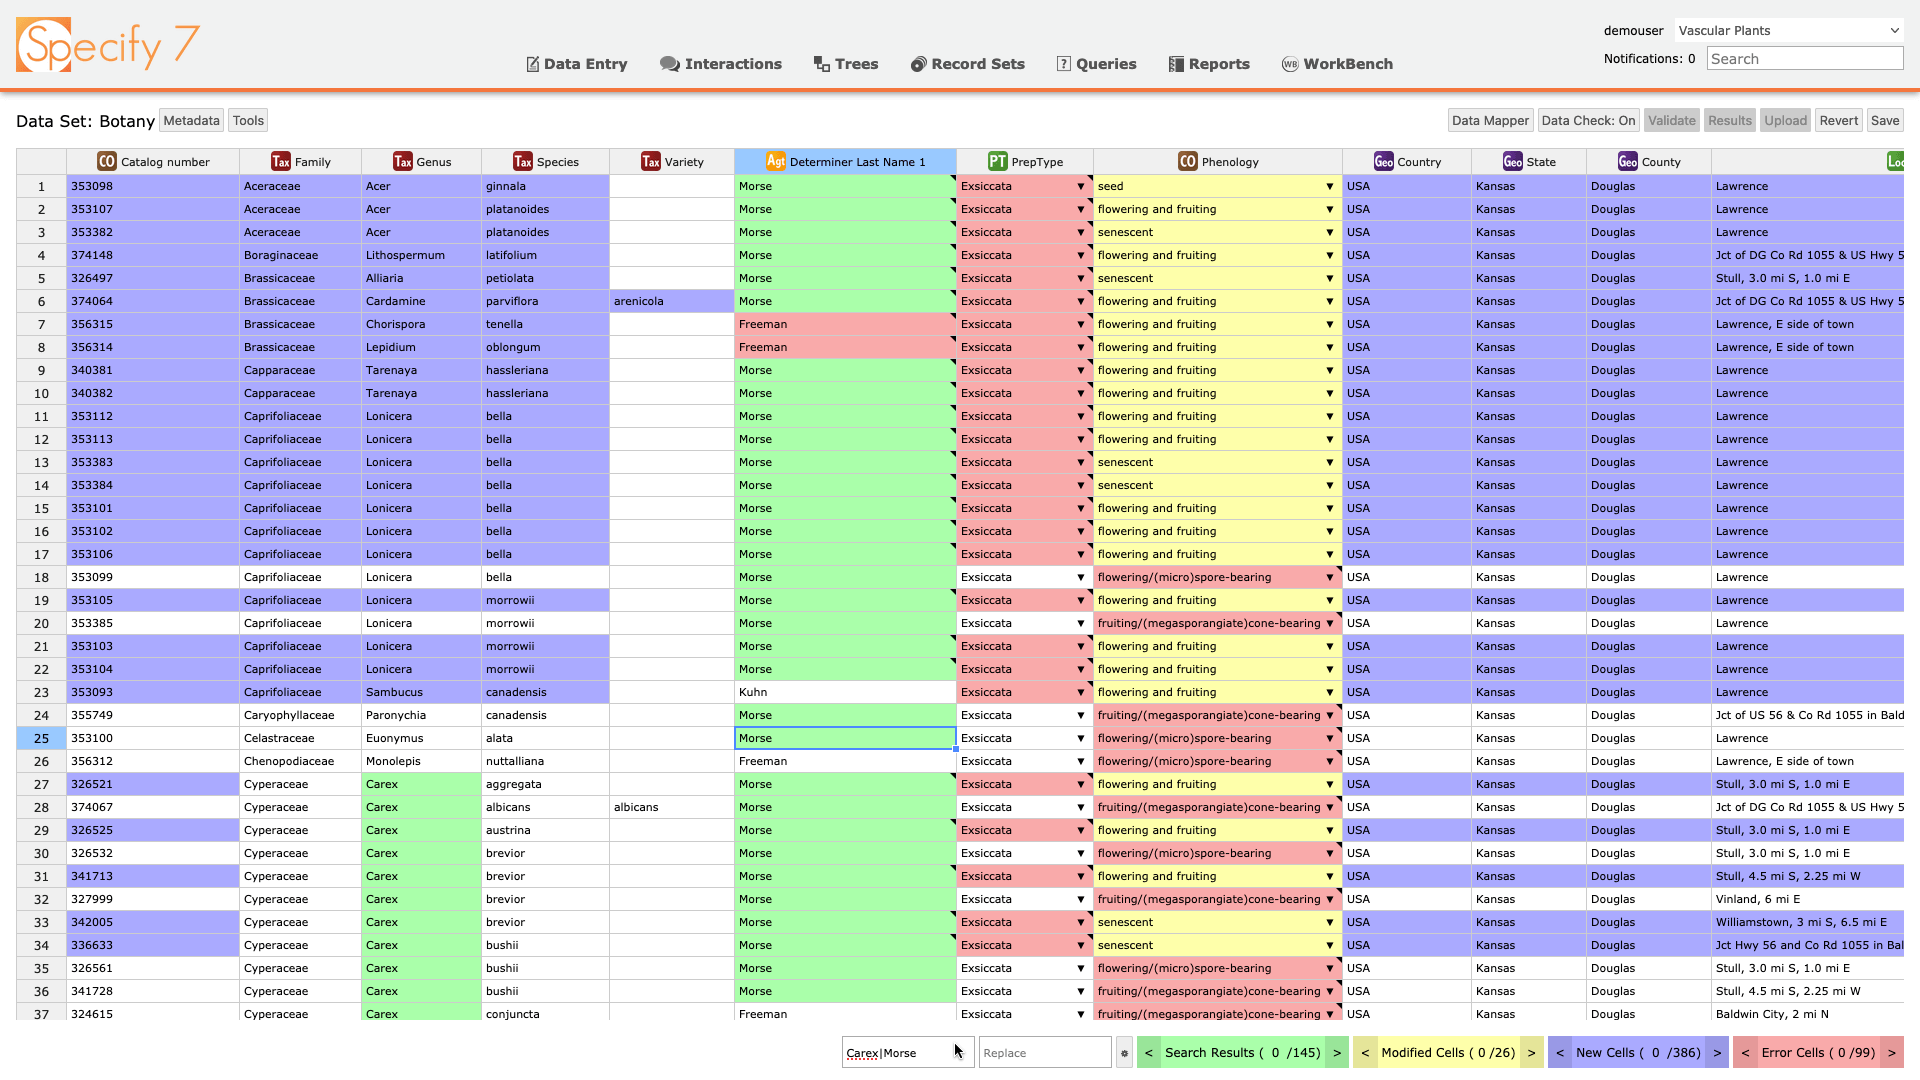 Specify 7
demouser Vascular Plants
Notifications: 0 Search
Data Entry Interactions Trees Record Sets Queries Reports WorkBench
Data Set: Botany Metadata Tools Data Mapper Data Check: On Validate Results Upload Revert Save
CO Catalog number Tax Family Tax Genus Tax Species Tax Variety Agt Determiner Last Name 1 PT PrepType CO Phenology Geo Country Geo State Geo County Loc
1 353098 Aceraceae Acer ginnala Morse Exsiccata seed USA Kansas Douglas Lawrence
2 353107 Aceraceae Acer platanoides Morse Exsiccata flowering and fruiting USA Kansas Douglas Lawrence
3 353382 Aceraceae Acer platanoides Morse Exsiccata senescent USA Kansas Douglas Lawrence
4 374148 Boraginaceae Lithospermum latifolium Morse Exsiccata flowering and fruiting USA Kansas Douglas Jct of DG Co Rd 1055 & US Hwy 5
5 326497 Brassicaceae Alliaria petiolata Morse Exsiccata senescent USA Kansas Douglas Stull, 3.0 mi S, 1.0 mi E
6 374064 Brassicaceae Cardamine parviflora arenicola Morse Exsiccata flowering and fruiting USA Kansas Douglas Jct of DG Co Rd 1055 & US Hwy 5
7 356315 Brassicaceae Chorispora tenella Freeman Exsiccata flowering and fruiting USA Kansas Douglas Lawrence, E side of town
8 356314 Brassicaceae Lepidium oblongum Freeman Exsiccata flowering and fruiting USA Kansas Douglas Lawrence, E side of town
9 340381 Capparaceae Tarenaya hassleriana Morse Exsiccata flowering and fruiting USA Kansas Douglas Lawrence
10 340382 Capparaceae Tarenaya hassleriana Morse Exsiccata flowering and fruiting USA Kansas Douglas Lawrence
11 353112 Caprifoliaceae Lonicera bella Morse Exsiccata flowering and fruiting USA Kansas Douglas Lawrence
12 353113 Caprifoliaceae Lonicera bella Morse Exsiccata flowering and fruiting USA Kansas Douglas Lawrence
13 353383 Caprifoliaceae Lonicera bella Morse Exsiccata senescent USA Kansas Douglas Lawrence
14 353384 Caprifoliaceae Lonicera bella Morse Exsiccata senescent USA Kansas Douglas Lawrence
15 353101 Caprifoliaceae Lonicera bella Morse Exsiccata flowering and fruiting USA Kansas Douglas Lawrence
16 353102 Caprifoliaceae Lonicera bella Morse Exsiccata flowering and fruiting USA Kansas Douglas Lawrence
17 353106 Caprifoliaceae Lonicera bella Morse Exsiccata flowering and fruiting USA Kansas Douglas Lawrence
18 353099 Caprifoliaceae Lonicera bella Morse Exsiccata flowering/(micro)spore-bearing USA Kansas Douglas Lawrence
19 353105 Caprifoliaceae Lonicera morrowii Morse Exsiccata flowering and fruiting USA Kansas Douglas Lawrence
20 353385 Caprifoliaceae Lonicera morrowii Morse Exsiccata fruiting/(megasporangiate)cone-bearing USA Kansas Douglas Lawrence
21 353103 Caprifoliaceae Lonicera morrowii Morse Exsiccata flowering and fruiting USA Kansas Douglas Lawrence
22 353104 Caprifoliaceae Lonicera morrowii Morse Exsiccata flowering and fruiting USA Kansas Douglas Lawrence
23 353093 Caprifoliaceae Sambucus canadensis Kuhn Exsiccata flowering and fruiting USA Kansas Douglas Lawrence
24 355749 Caryophyllaceae Paronychia canadensis Morse Exsiccata fruiting/(megasporangiate)cone-bearing USA Kansas Douglas Jct of US 56 & Co Rd 1055 in Bald
25 353100 Celastraceae Euonymus alata Morse Exsiccata flowering/(micro)spore-bearing USA Kansas Douglas Lawrence
26 356312 Chenopodiaceae Monolepis nuttalliana Freeman Exsiccata flowering/(micro)spore-bearing USA Kansas Douglas Lawrence, E side of town
27 326521 Cyperaceae Carex aggregata Morse Exsiccata flowering and fruiting USA Kansas Douglas Stull, 3.0 mi S, 1.0 mi E
28 374067 Cyperaceae Carex albicans albicans Morse Exsiccata fruiting/(megasporangiate)cone-bearing USA Kansas Douglas Jct of DG Co Rd 1055 & US Hwy 5
29 326525 Cyperaceae Carex austrina Morse Exsiccata flowering and fruiting USA Kansas Douglas Stull, 3.0 mi S, 1.0 mi E
30 326532 Cyperaceae Carex brevior Morse Exsiccata flowering/(micro)spore-bearing USA Kansas Douglas Stull, 3.0 mi S, 1.0 mi E
31 341713 Cyperaceae Carex brevior Morse Exsiccata flowering and fruiting USA Kansas Douglas Stull, 4.5 mi S, 2.25 mi W
32 327999 Cyperaceae Carex brevior Morse Exsiccata fruiting/(megasporangiate)cone-bearing USA Kansas Douglas Vinland, 6 mi E
33 342005 Cyperaceae Carex brevior Morse Exsiccata senescent USA Kansas Douglas Williamstown, 3 mi S, 6.5 mi E
34 336633 Cyperaceae Carex bushii Morse Exsiccata senescent USA Kansas Douglas Jct Hwy 56 and Co Rd 1055 in Bal
35 326561 Cyperaceae Carex bushii Morse Exsiccata flowering/(micro)spore-bearing USA Kansas Douglas Stull, 3.0 mi S, 1.0 mi E
36 341728 Cyperaceae Carex bushii Morse Exsiccata fruiting/(megasporangiate)cone-bearing USA Kansas Douglas Stull, 4.5 mi S, 2.25 mi W
37 324615 Cyperaceae Carex conjuncta Freeman Exsiccata fruiting/(megasporangiate)cone-bearing USA Kansas Douglas Baldwin City, 2 mi N
Carex|Morse Replace < Search Results ( 0 /145) > < Modified Cells ( 0 /26) > < New Cells ( 0 /386) > < Error Cells ( 0 /99) >